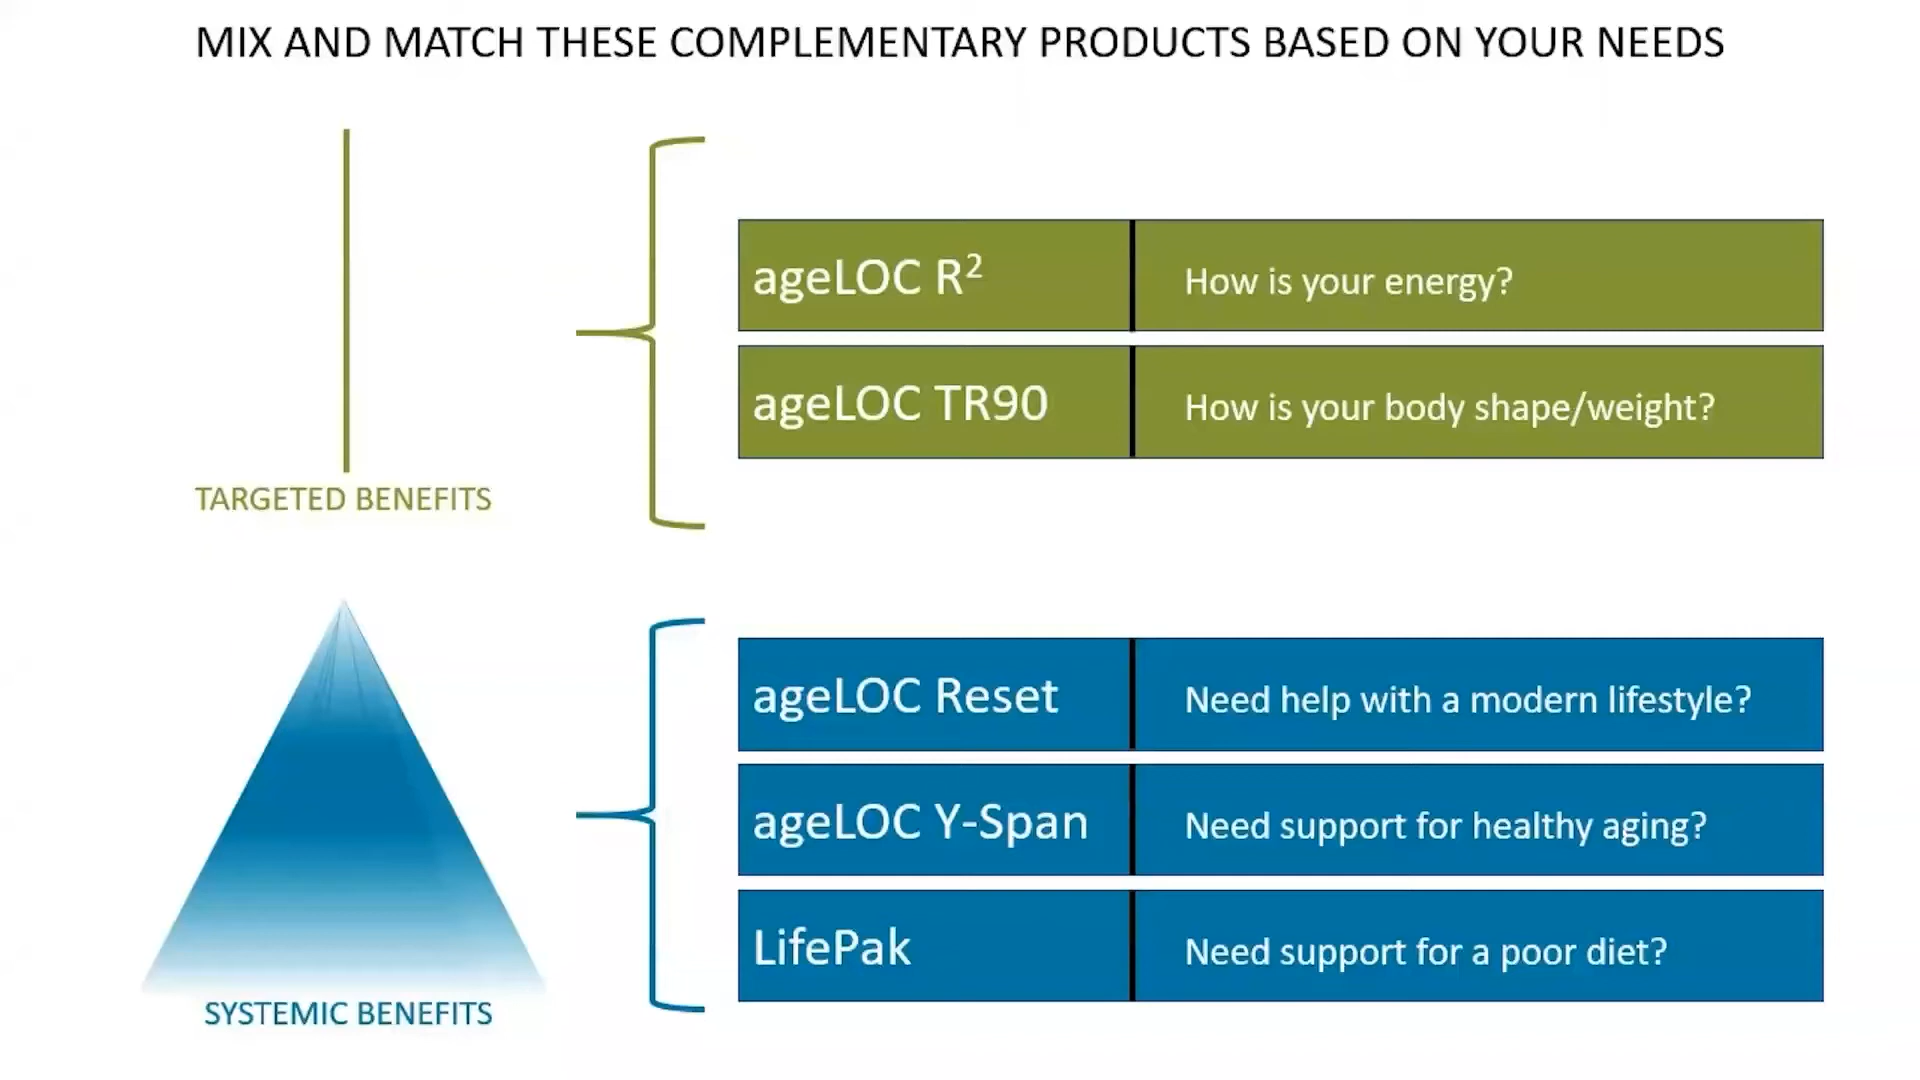 MIX AND MATCH THESE COMPLEMENTARY PRODUCTS BASED ON YOUR NEEDS
TARGETED BENEFITS
ageLOC R²
How is your energy?
ageLOC TR90
How is your body shape/weight?
SYSTEMIC BENEFITS
ageLOC Reset
Need help with a modern lifestyle?
ageLOC Y-Span
Need support for healthy aging?
LifePak
Need support for a poor diet?